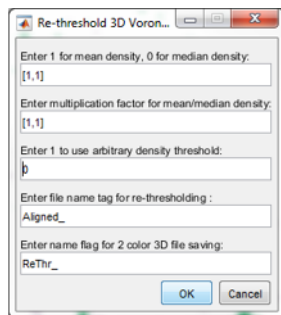 Re-threshold 3D Voron...
Enter 1 for mean density, 0 for median density:
[1,1]
Enter multiplication factor for mean/median density:
[1,1]
Enter 1 to use arbitrary density threshold:
0
Enter file name tag for re-thresholding :
Aligned_
Enter name flag for 2 color 3D file saving:
ReThr_
OK Cancel